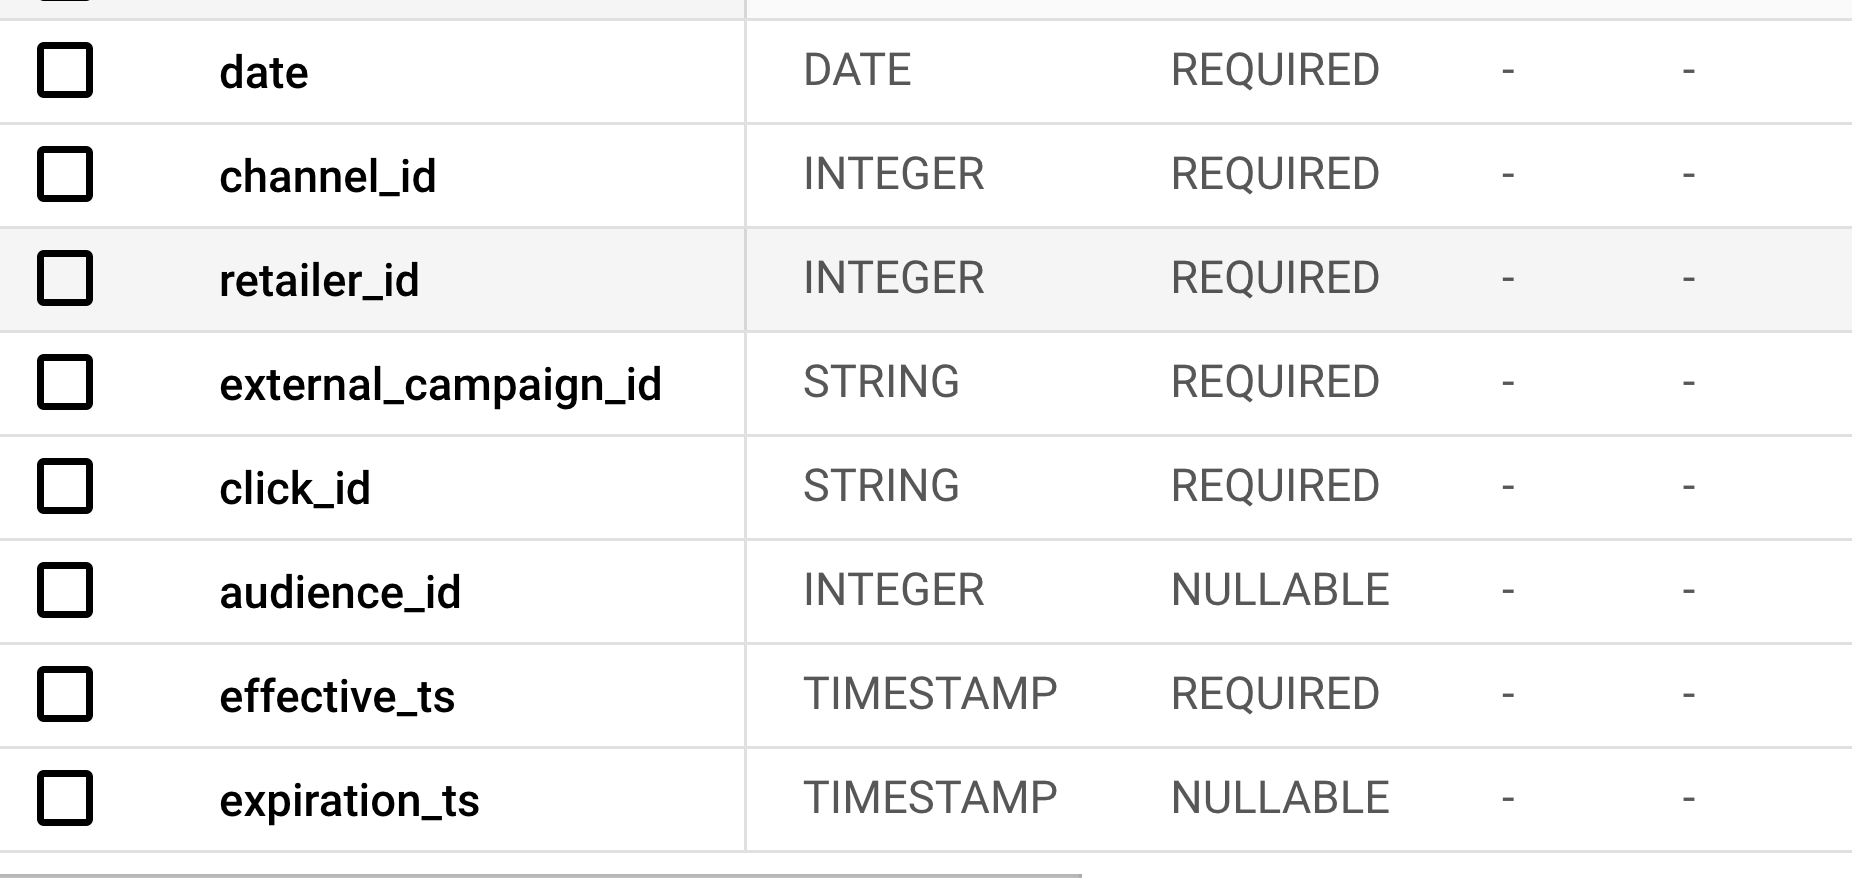 date DATE REQUIRED - -
channel_id INTEGER REQUIRED - -
retailer_id INTEGER REQUIRED - -
external_campaign_id STRING REQUIRED - -
click_id STRING REQUIRED - -
audience_id INTEGER NULLABLE - -
effective_ts TIMESTAMP REQUIRED - -
expiration_ts TIMESTAMP NULLABLE - -